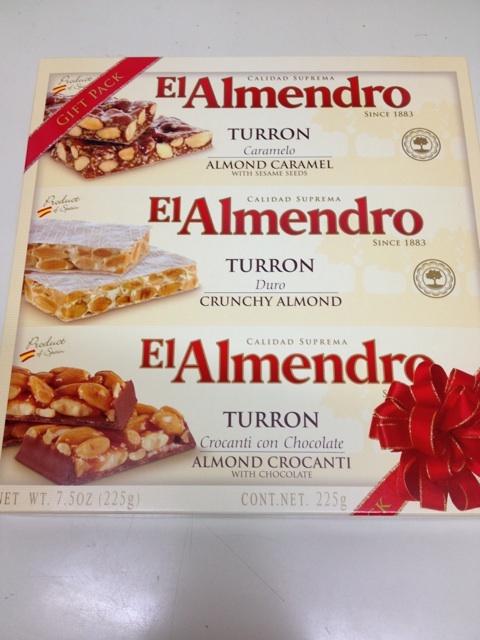 GIFT PACK
Product
of Spain
CALIDAD SUPREMA
El Almendro
SINCE 1883
TURRON
Caramelo
ALMOND CARAMEL
WITH SESAME SEEDS
Product
of Spain
CALIDAD SUPREMA
El Almendro
SINCE 1883
TURRON
Duro
CRUNCHY ALMOND
Product
of Spain
CALIDAD SUPREMA
El Almendro
TURRON
Crocanti con Chocolate
ALMOND CROCANTI
WITH CHOCOLATE
NET WT. 7.5OZ (225g)
CONT.NET. 225g